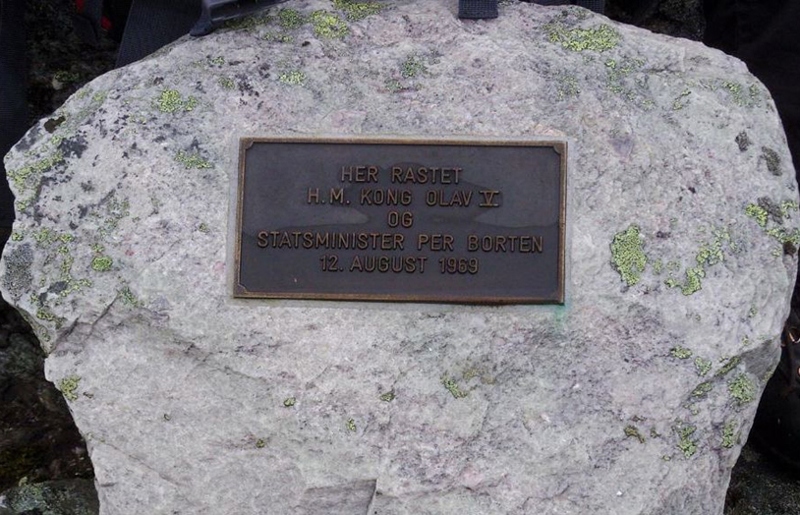 HER RASTET
H.M. KONG OLAV V
OG
STATSMINISTER PER BORTEN
12. AUGUST 1969